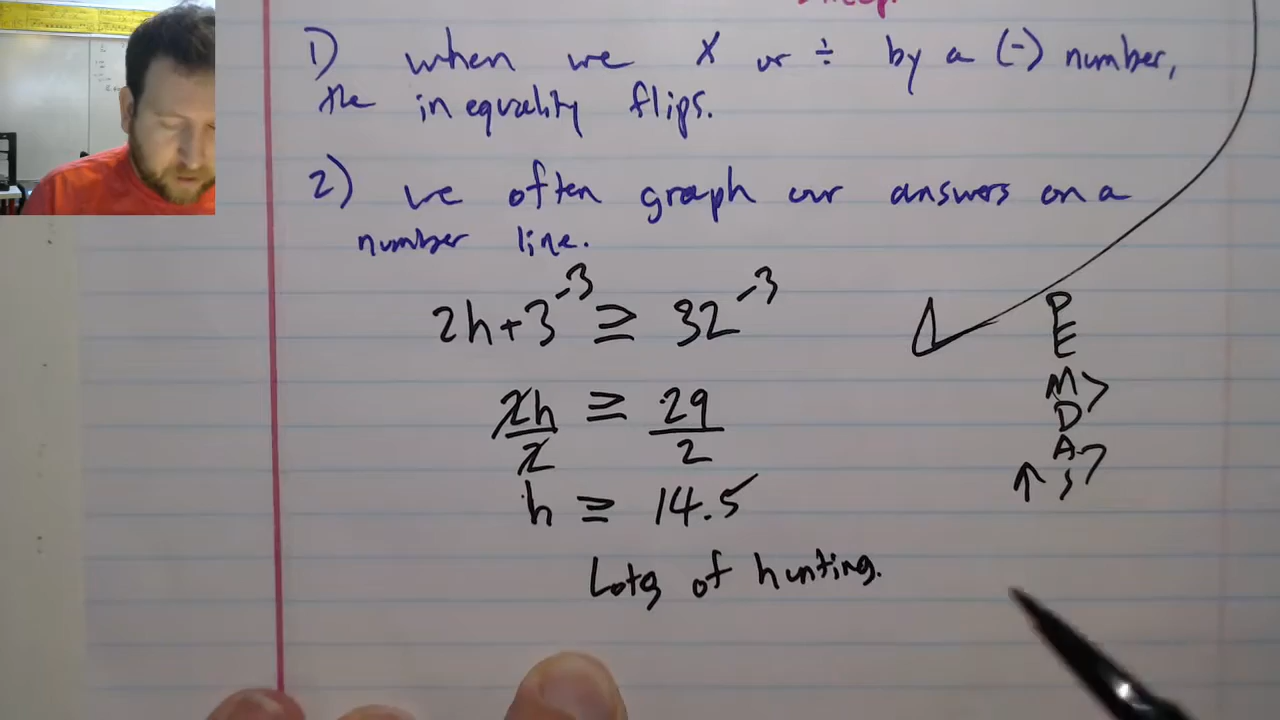 1) when we x or ÷ by a (-) number,
the inequality flips.
2) we often graph our answers on a
number line.
2h+3⁻³ ≥ 32⁻³
2h/2 ≥ 29/2
h ≥ 14.5
Lots of hunting.
P
E
M>
D
A>
↑ S